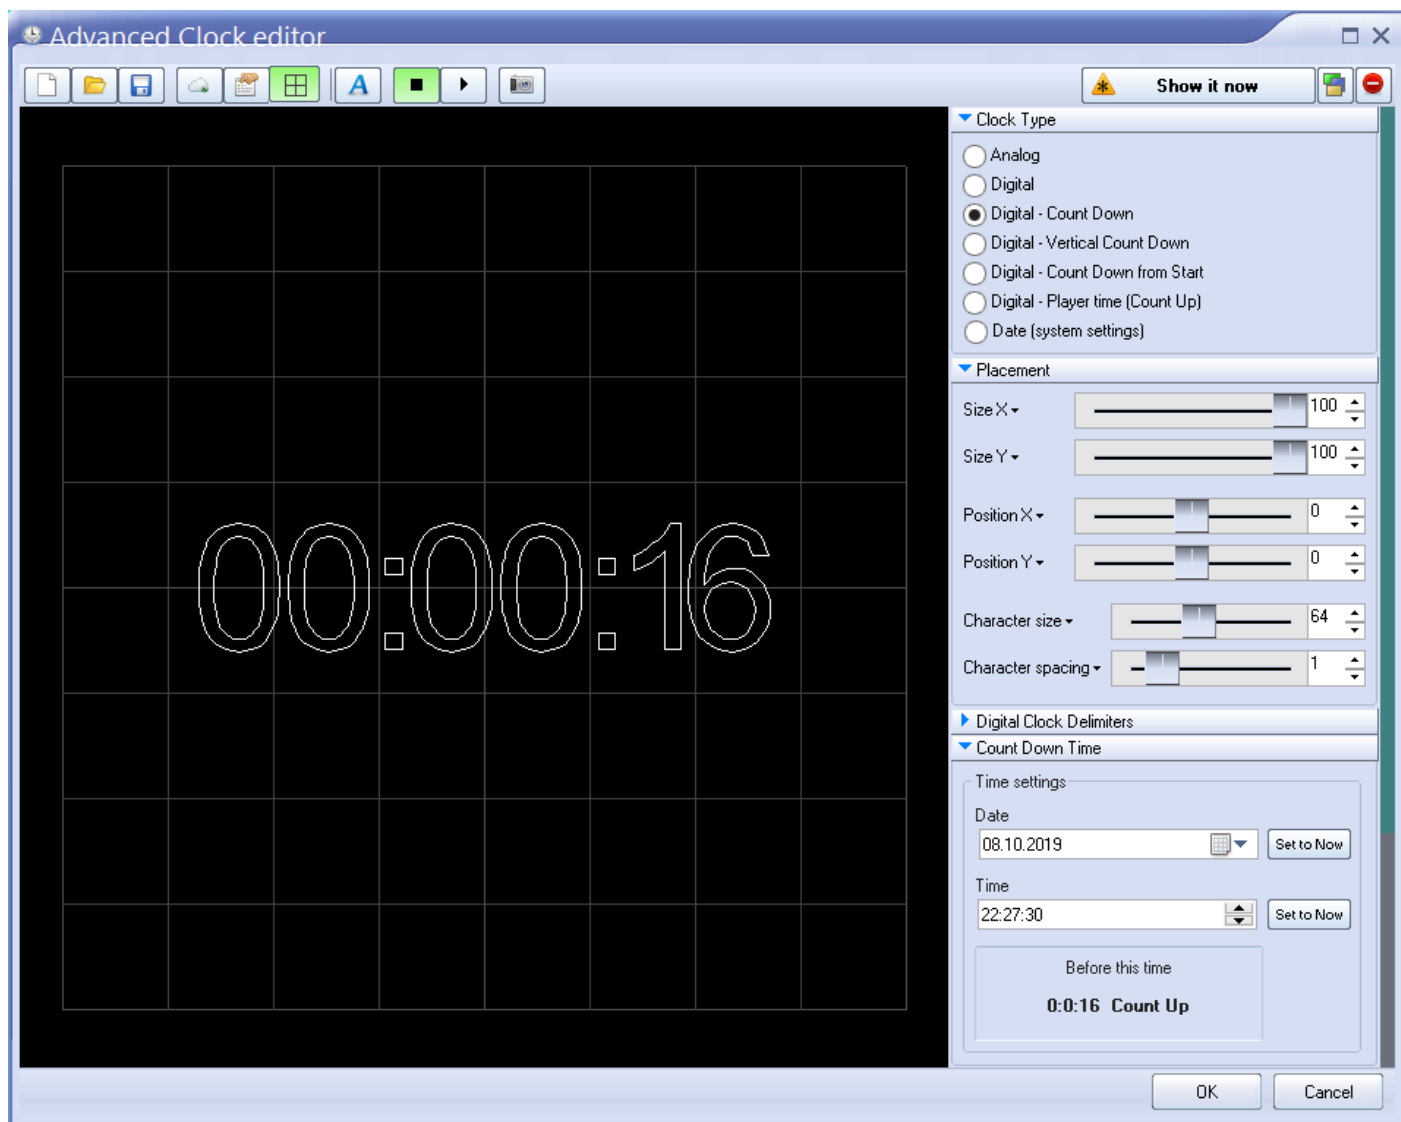 Advanced Clock editor
A
Show it now
Clock Type
Analog
Digital
Digital - Count Down
Digital - Vertical Count Down
Digital - Count Down from Start
Digital - Player time (Count Up)
Date (system settings)
Placement
Size X
100
Size Y
100
Position X
0
Position Y
0
Character size
64
Character spacing
1
00:00:16
Digital Clock Delimiters
Count Down Time
Time settings
Date
08.10.2019
Set to Now
Time
22:27:30
Set to Now
Before this time
0:0:16 Count Up
OK
Cancel